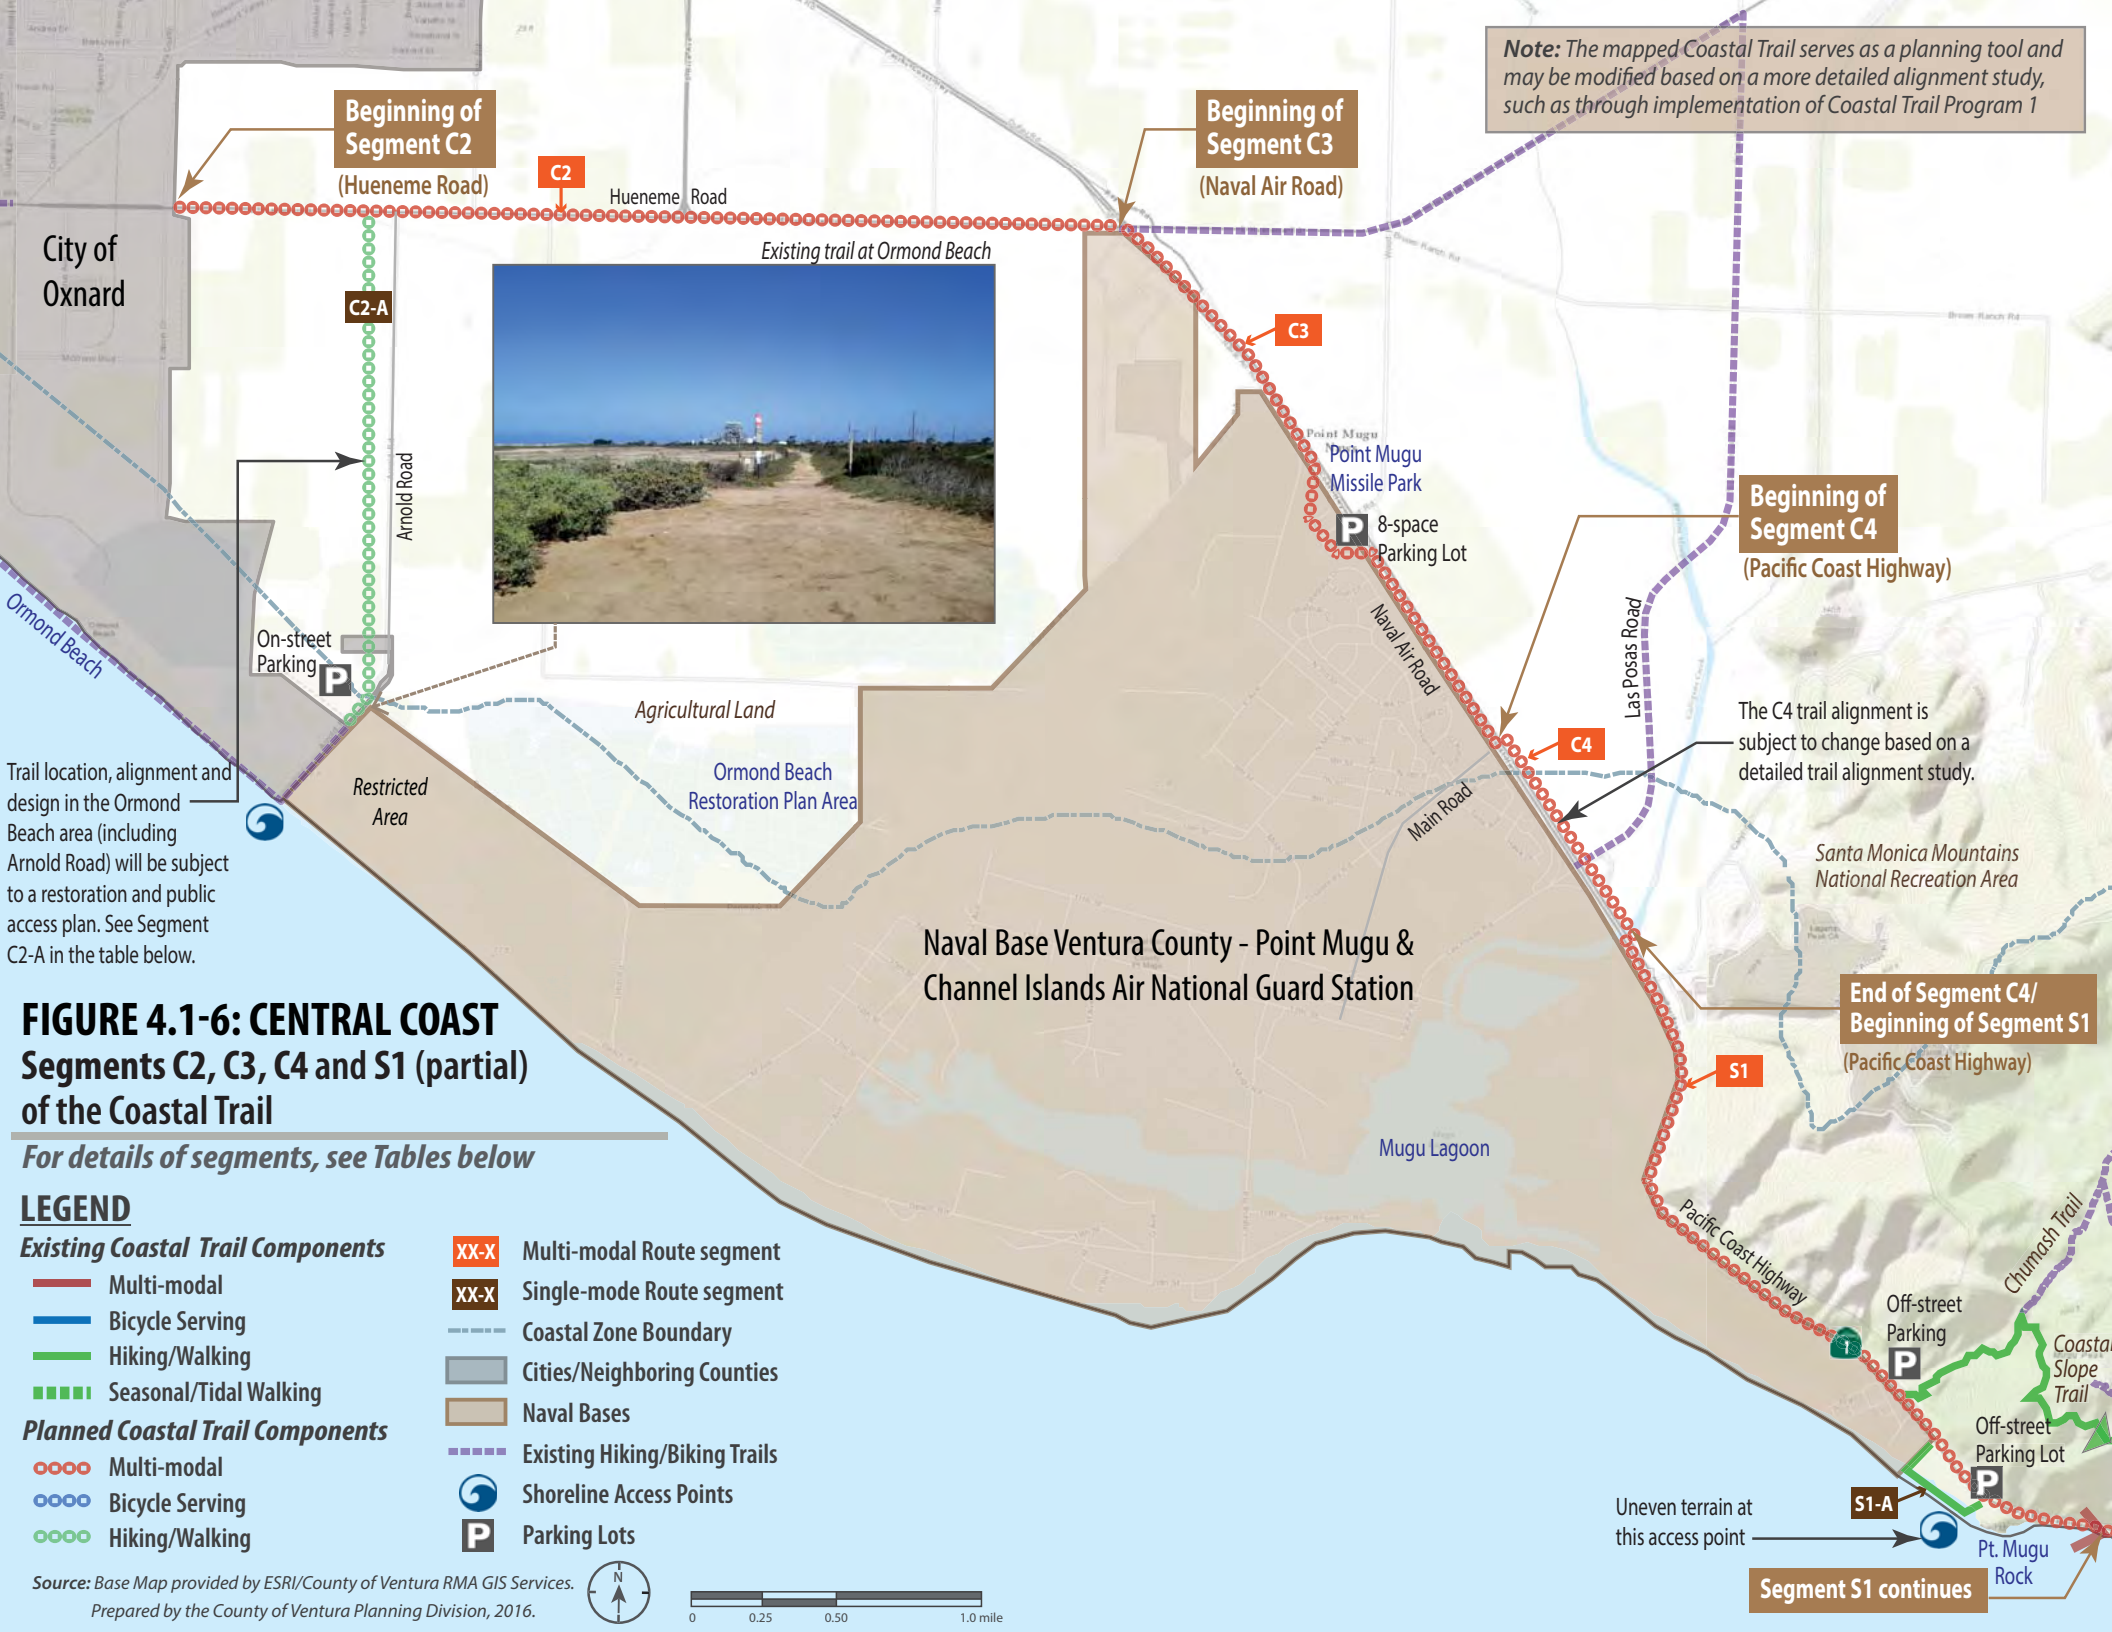 Note: The mapped Coastal Trail serves as a planning tool and
may be modified based on a more detailed alignment study,
such as through implementation of Coastal Trail Program 1
Beginning of
Segment C2
(Hueneme Road)
C2
Hueneme Road
Beginning of
Segment C3
(Naval Air Road)
City of
Oxnard
Existing trail at Ormond Beach
C2-A
C3
Broome Ranch Rd
Arnold Road
Point Mugu
Point Mugu
Missile Park
P
8-space
Parking Lot
Beginning of
Segment C4
(Pacific Coast Highway)
Ormond Beach
On-street
Parking
P
Naval Air Road
Las Posas Road
Agricultural Land
Ormond Beach
Restoration Plan Area
C4
The C4 trail alignment is
subject to change based on a
detailed trail alignment study.
Main Road
Restricted
Area
Trail location, alignment and
design in the Ormond
Beach area (including
Arnold Road) will be subject
to a restoration and public
access plan. See Segment
C2-A in the table below.
Santa Monica Mountains
National Recreation Area
Naval Base Ventura County - Point Mugu &
Channel Islands Air National Guard Station
End of Segment C4/
Beginning of Segment S1
(Pacific Coast Highway)
S1
Mugu Lagoon
Pacific Coast Highway
1
Chumash Trail
Off-street
Parking
P
Coastal
Slope
Trail
Off-street
Parking Lot
P
S1-A
Uneven terrain at
this access point
Pt. Mugu
Rock
Segment S1 continues
FIGURE 4.1-6: CENTRAL COAST
Segments C2, C3, C4 and S1 (partial)
of the Coastal Trail
For details of segments, see Tables below
LEGEND
Existing Coastal Trail Components
Multi-modal
Bicycle Serving
Hiking/Walking
Seasonal/Tidal Walking
Planned Coastal Trail Components
Multi-modal
Bicycle Serving
Hiking/Walking
XX-X Multi-modal Route segment
XX-X Single-mode Route segment
Coastal Zone Boundary
Cities/Neighboring Counties
Naval Bases
Existing Hiking/Biking Trails
Shoreline Access Points
P Parking Lots
Source: Base Map provided by ESRI/County of Ventura RMA GIS Services.
Prepared by the County of Ventura Planning Division, 2016.
N
0 0.25 0.50 1.0 mile